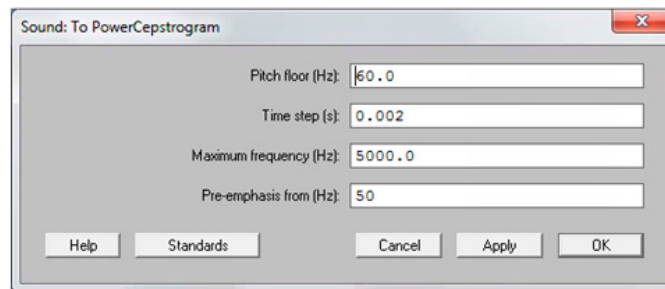 Sound: To PowerCepstrogram
Pitch floor (Hz): 60.0
Time step (s): 0.002
Maximum frequency (Hz): 5000.0
Pre-emphasis from (Hz): 50
Help Standards Cancel Apply OK